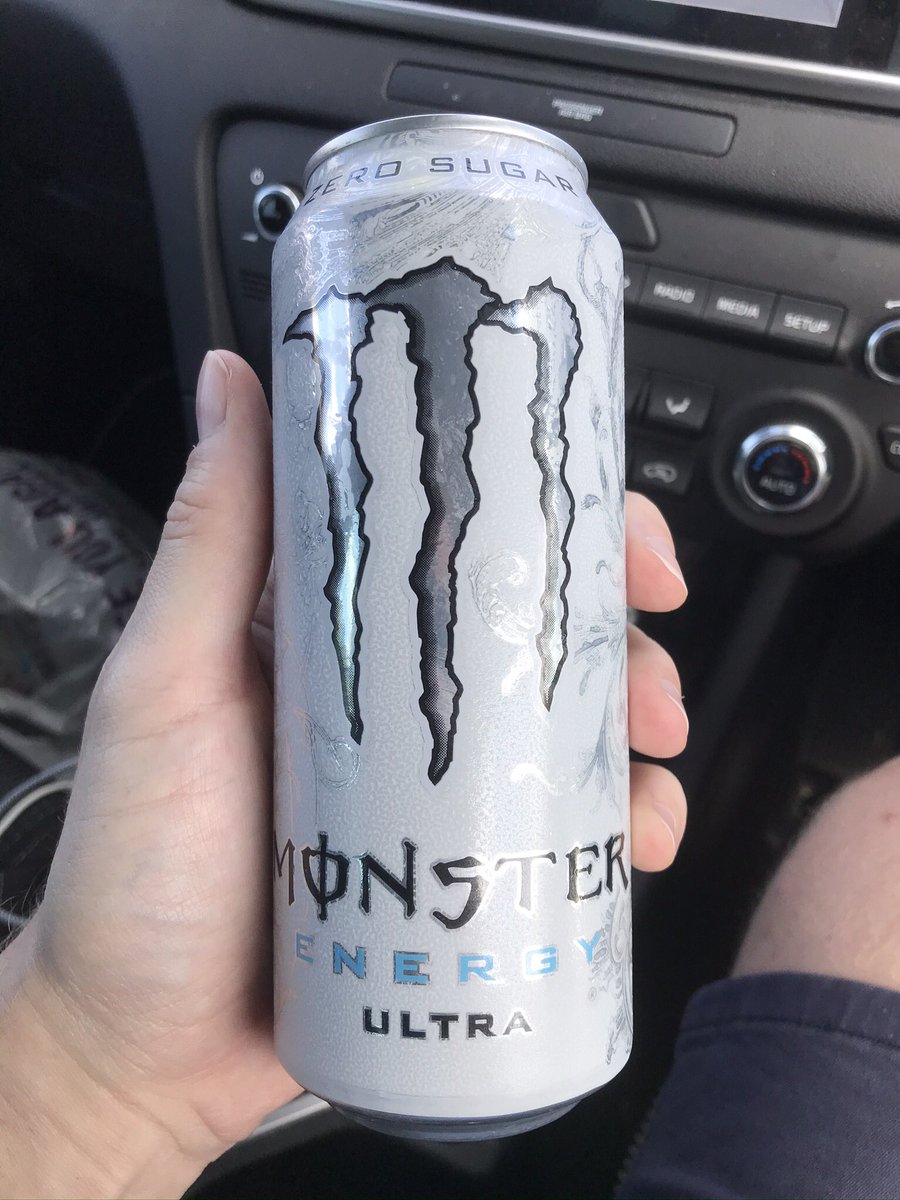 ZERO SUGAR
RADIO
MEDIA
SETUP
AUTO
MONSTER
ENERGY
ULTRA